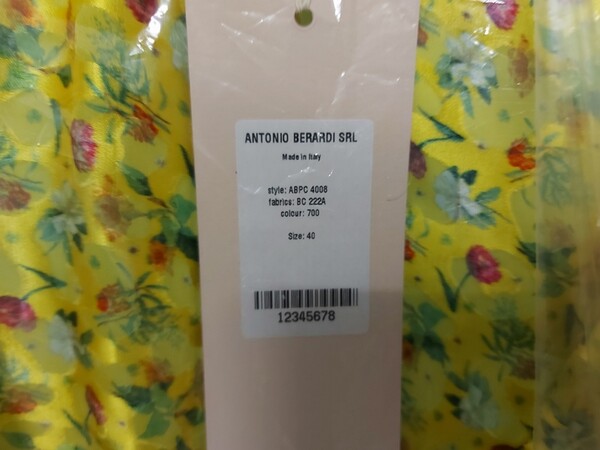 ANTONIO BERARDI SRL
Made in Italy
style: ABPC 4008
fabrics: BC 222A
colour: 700
Size: 40
12345678